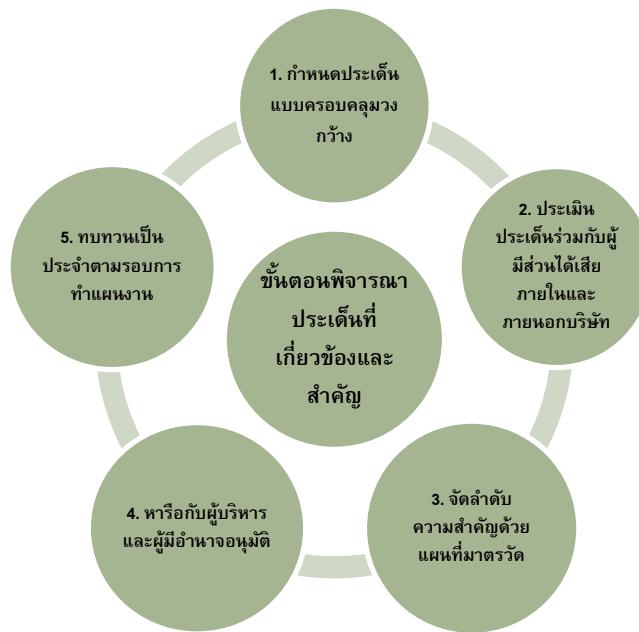 1. กำหนดประเด็น
แบบครอบคลุมวง
กว้าง
2. ประเมิน
ประเด็นร่วมกับผู้
มีส่วนได้เสีย
ภายในและ
ภายนอกบริษัท
3. จัดลำดับ
ความสำคัญด้วย
แผนที่มาตรวัด
4. หารือกับผู้บริหาร
และผู้มีอำนาจอนุมัติ
5. ทบทวนเป็น
ประจำตามรอบการ
ทำแผนงาน
ขั้นตอนพิจารณา
ประเด็นที่
เกี่ยวข้องและ
สำคัญ